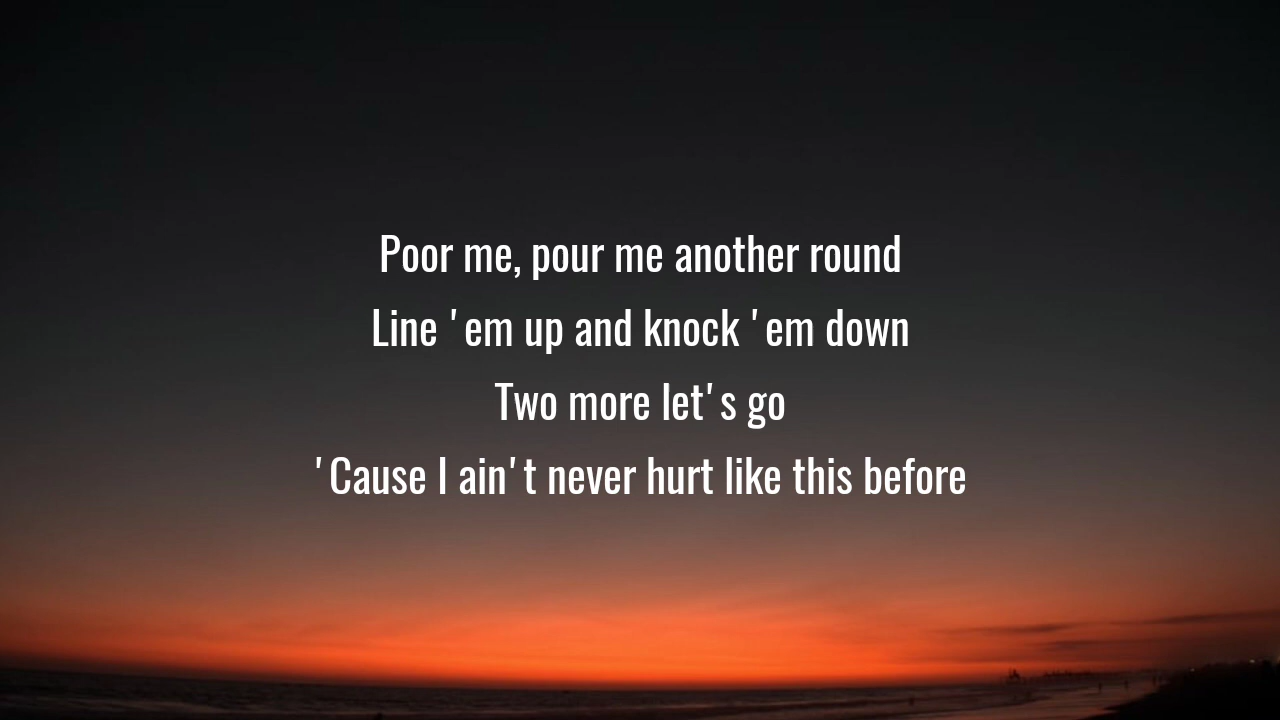 Poor me, pour me another round
Line 'em up and knock 'em down
Two more let's go
'Cause I ain't never hurt like this before